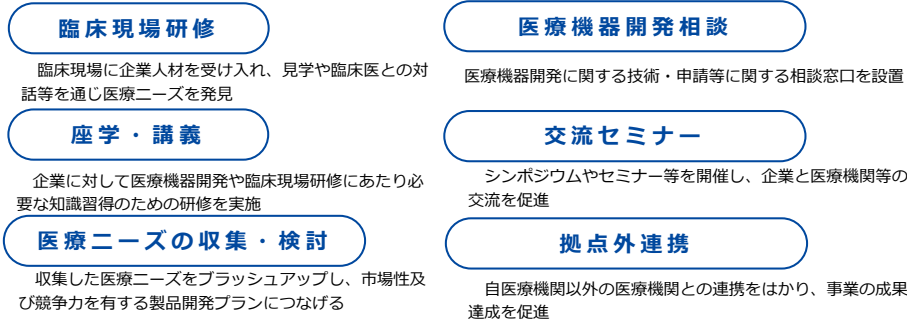 臨床現場研修
臨床現場に企業人材を受け入れ、見学や臨床医との対
話等を通じ医療ニーズを発見
座学・講義
企業に対して医療機器開発や臨床現場研修にあたり必
要な知識習得のための研修を実施
医療ニーズの収集・検討
収集した医療ニーズをブラッシュアップし、市場性及
び競争力を有する製品開発プランにつなげる
医療機器開発相談
医療機器開発に関する技術・申請等に関する相談窓口を設置
交流セミナー
シンポジウムやセミナー等を開催し、企業と医療機関等の
交流を促進
拠点外連携
自医療機関以外の医療機関との連携をはかり、事業の成果
達成を促進